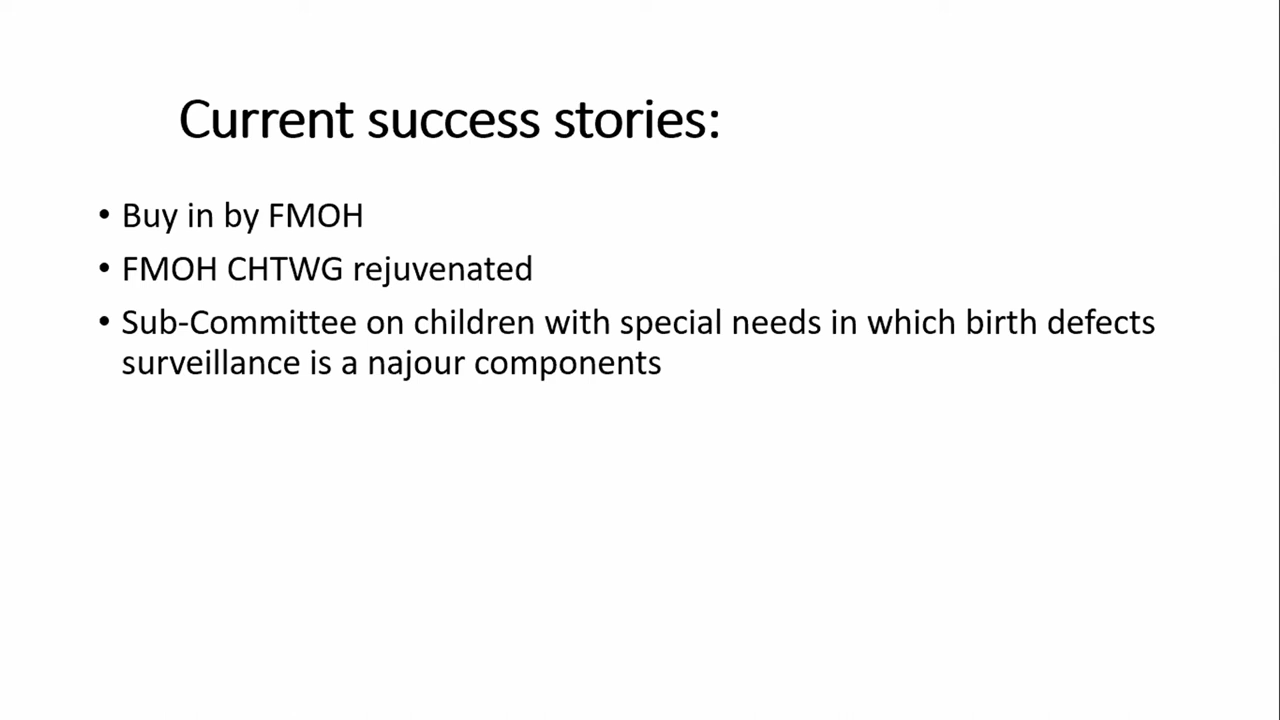 Current success stories:
• Buy in by FMOH
• FMOH CHTWG rejuvenated
• Sub-Committee on children with special needs in which birth defects
surveillance is a najour components